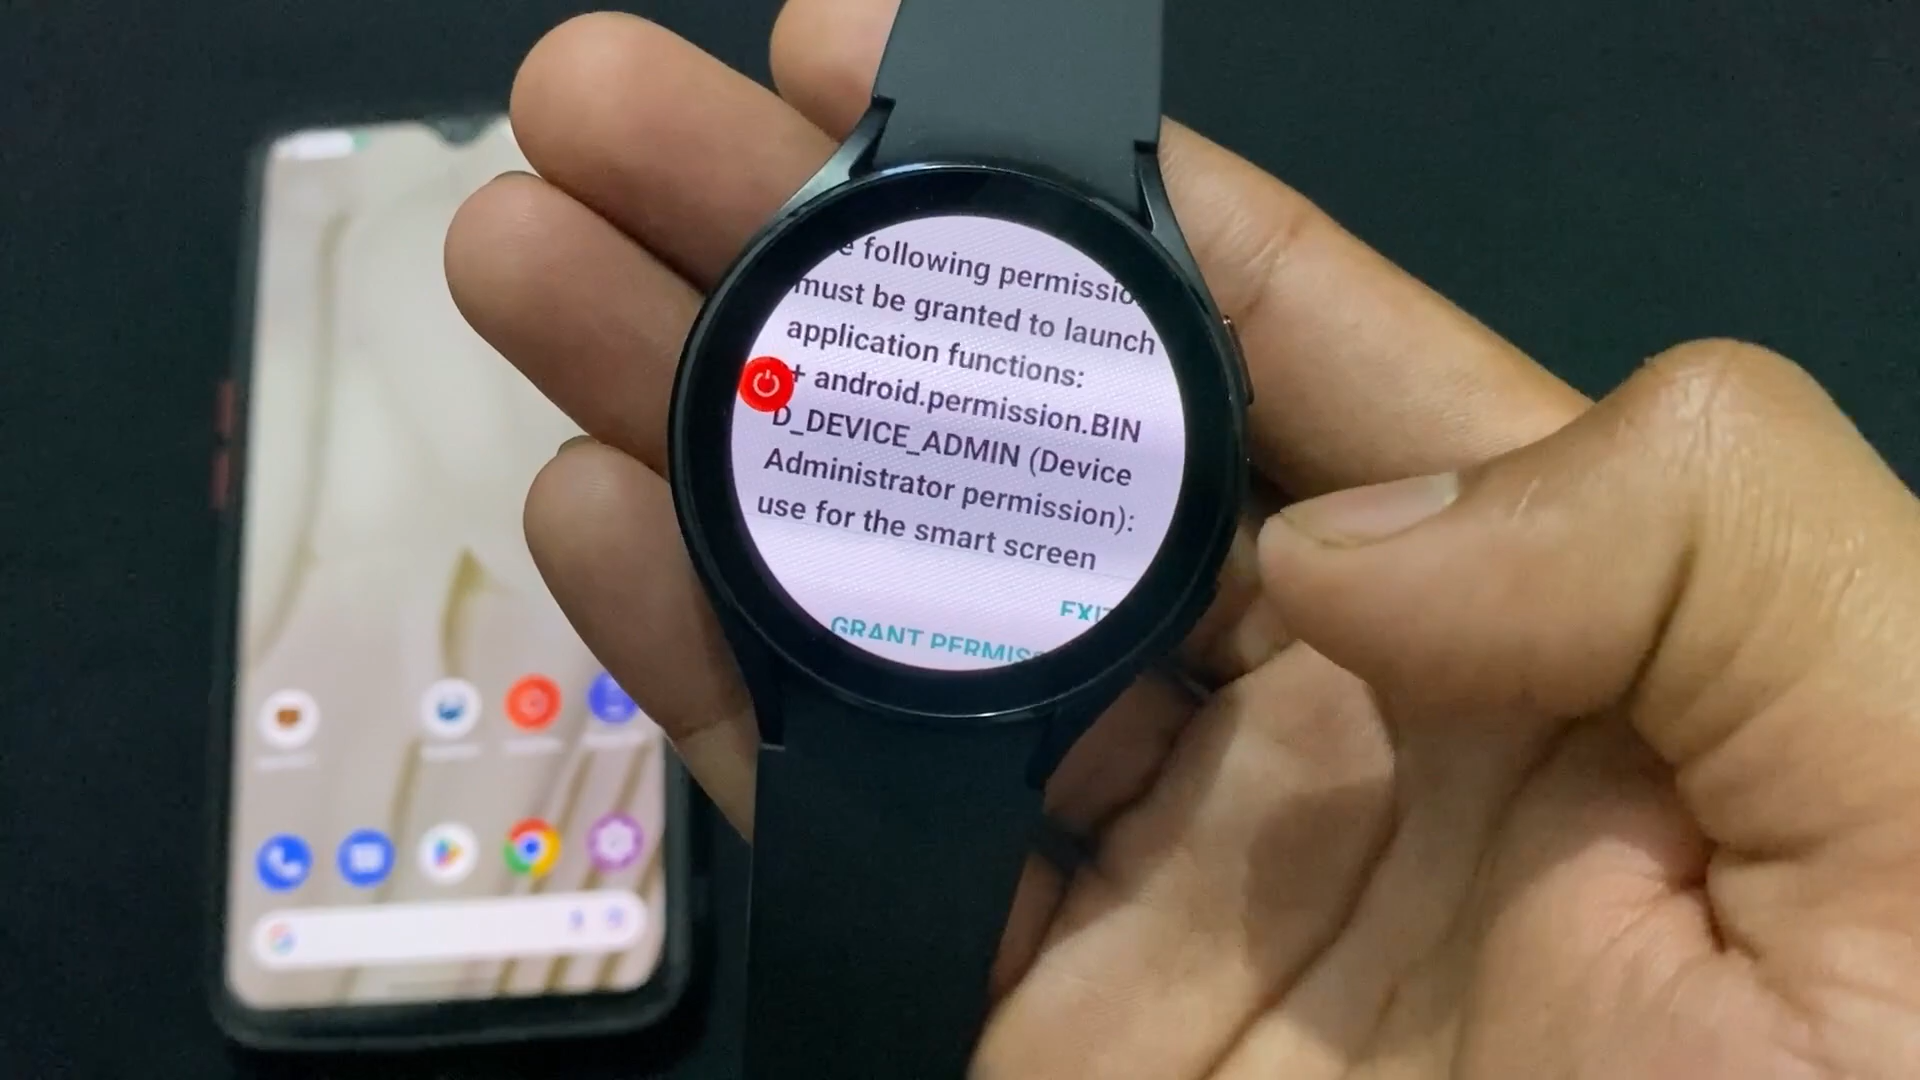 e following permissio
must be granted to launch
application functions:
+ android.permission.BIN
D_DEVICE_ADMIN (Device
Administrator permission):
use for the smart screen
EXIT
GRANT PERMISS